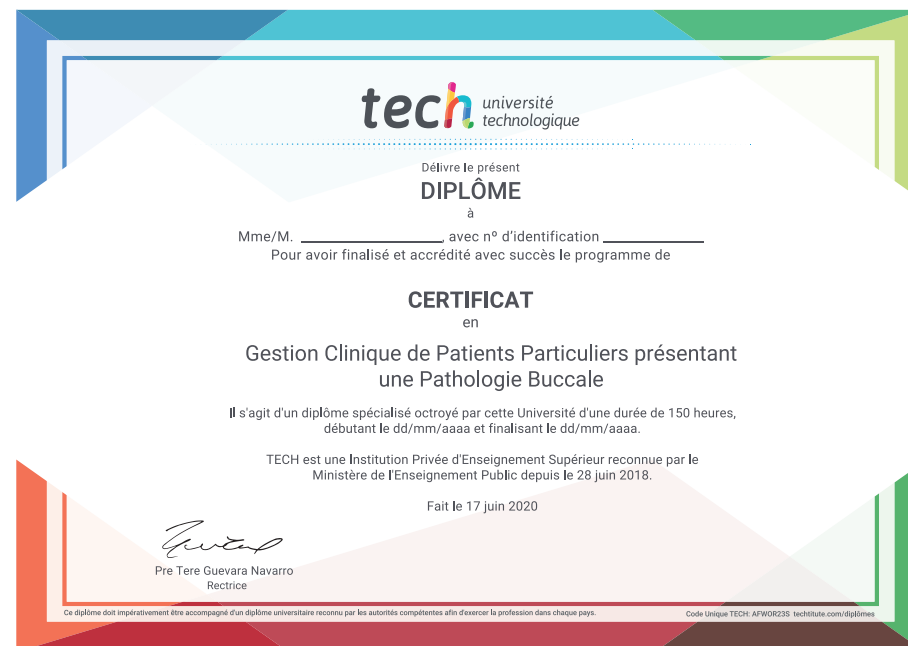 tech université
technologique
Délivre le présent
DIPLÔME
à
Mme/M. ____________________, avec nº d'identification ______________
Pour avoir finalisé et accrédité avec succès le programme de
CERTIFICAT
en
Gestion Clinique de Patients Particuliers présentant
une Pathologie Buccale
Il s'agit d'un diplôme spécialisé octroyé par cette Université d'une durée de 150 heures,
débutant le dd/mm/aaaa et finalisant le dd/mm/aaaa.
TECH est une Institution Privée d'Enseignement Supérieur reconnue par le
Ministère de l'Enseignement Public depuis le 28 juin 2018.
Fait le 17 juin 2020
Pre Tere Guevara Navarro
Rectrice
Ce diplôme doit impérativement être accompagné d'un diplôme universitaire reconnu par les autorités compétentes afin d'exercer la profession dans chaque pays.
Code Unique TECH: AFWOR23S techtitute.com/diplômes